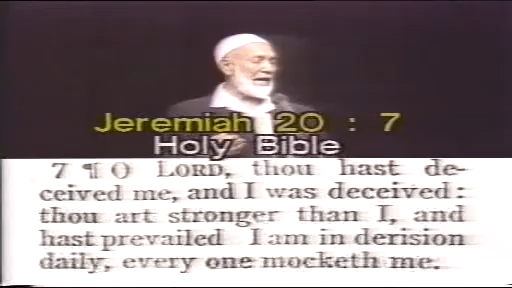 Jeremiah 20 : 7
Holy Bible
7 ¶ O LORD, thou hast de-
ceived me, and I was deceived:
thou art stronger than I, and
hast prevailed I am in derision
daily, every one mocketh me.